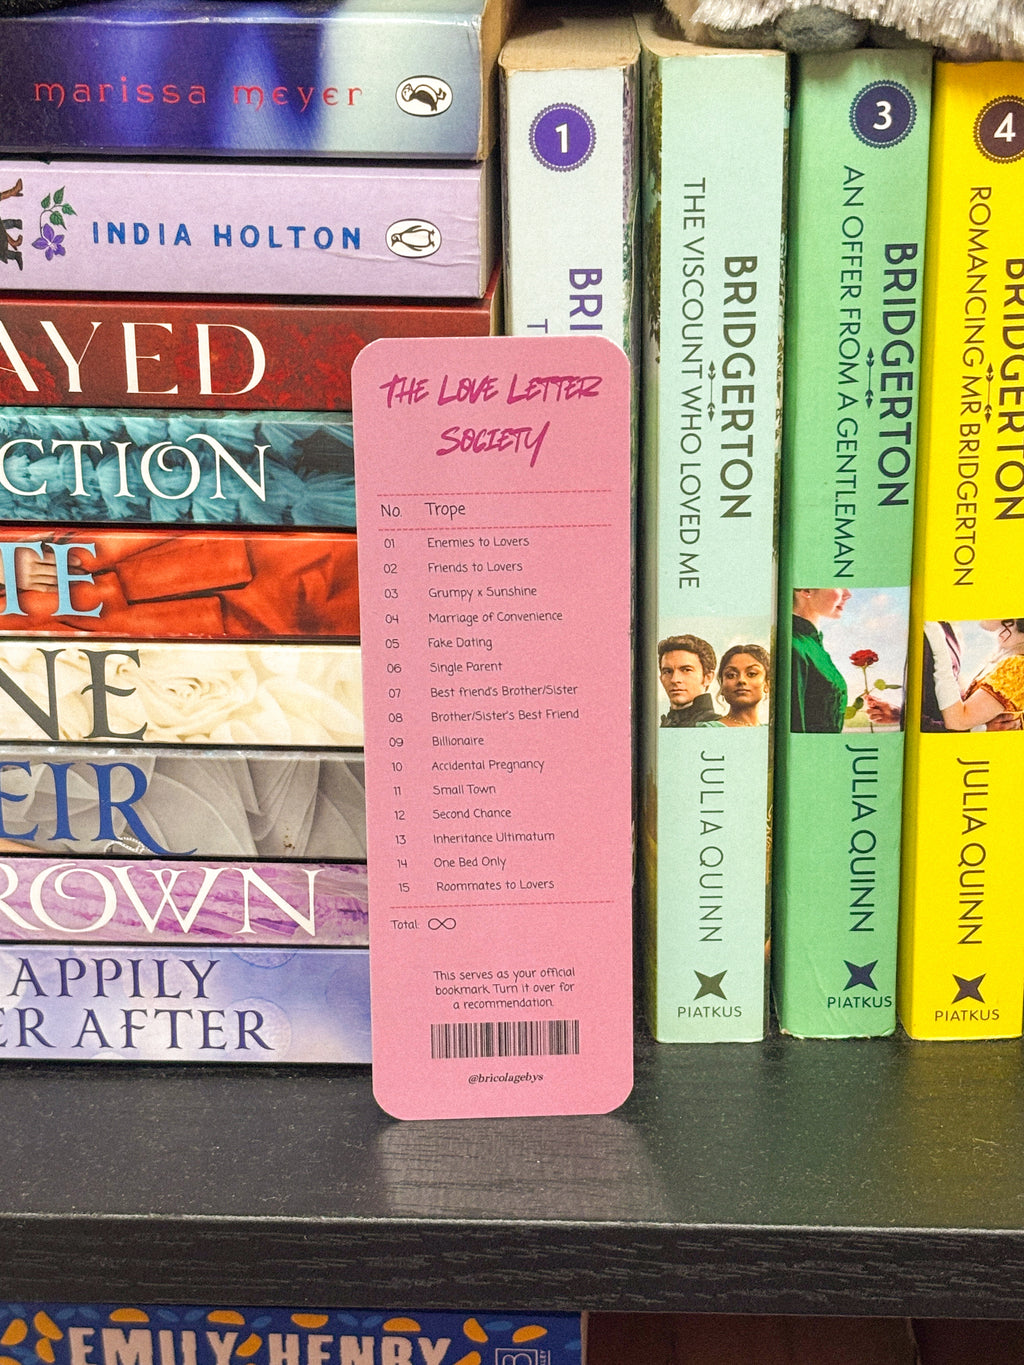 marissa meyer
INDIA HOLTON
AYED
CTION
TE
NE
EIR
ROWN
APPILY
ER AFTER
1
BRI
T
THE VISCOUNT WHO LOVED ME
BRIDGERTON
JULIA QUINN
PIATKUS
3
AN OFFER FROM A GENTLEMAN
BRIDGERTON
JULIA QUINN
PIATKUS
4
ROMANCING MR BRIDGERTON
BRIDGERTON
JULIA QUINN
PIATKUS
THE LOVE LETTER
SOCIETY
No. Trope
01 Enemies to Lovers
02 Friends to Lovers
03 Grumpy x Sunshine
04 Marriage of Convenience
05 Fake Dating
06 Single Parent
07 Best friend's Brother/Sister
08 Brother/Sister's Best Friend
09 Billionaire
10 Accidental Pregnancy
11 Small Town
12 Second Chance
13 Inheritance Ultimatum
14 One Bed Only
15 Roommates to Lovers
Total: ∞
This serves as your official
bookmark. Turn it over for
a recommendation.
@bricolagebys
EMILY HENRY